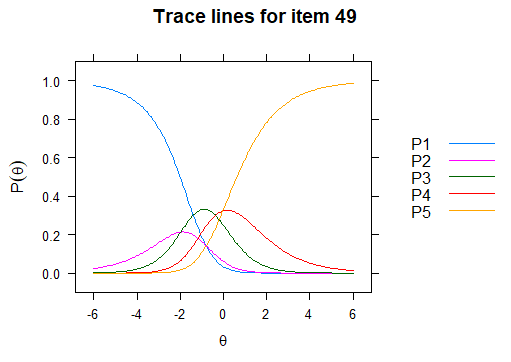 Trace lines for item 49
1.0
0.8
0.6
0.4
0.2
0.0
P(θ)
-6 -4 -2 0 2 4 6
θ
P1
P2
P3
P4
P5